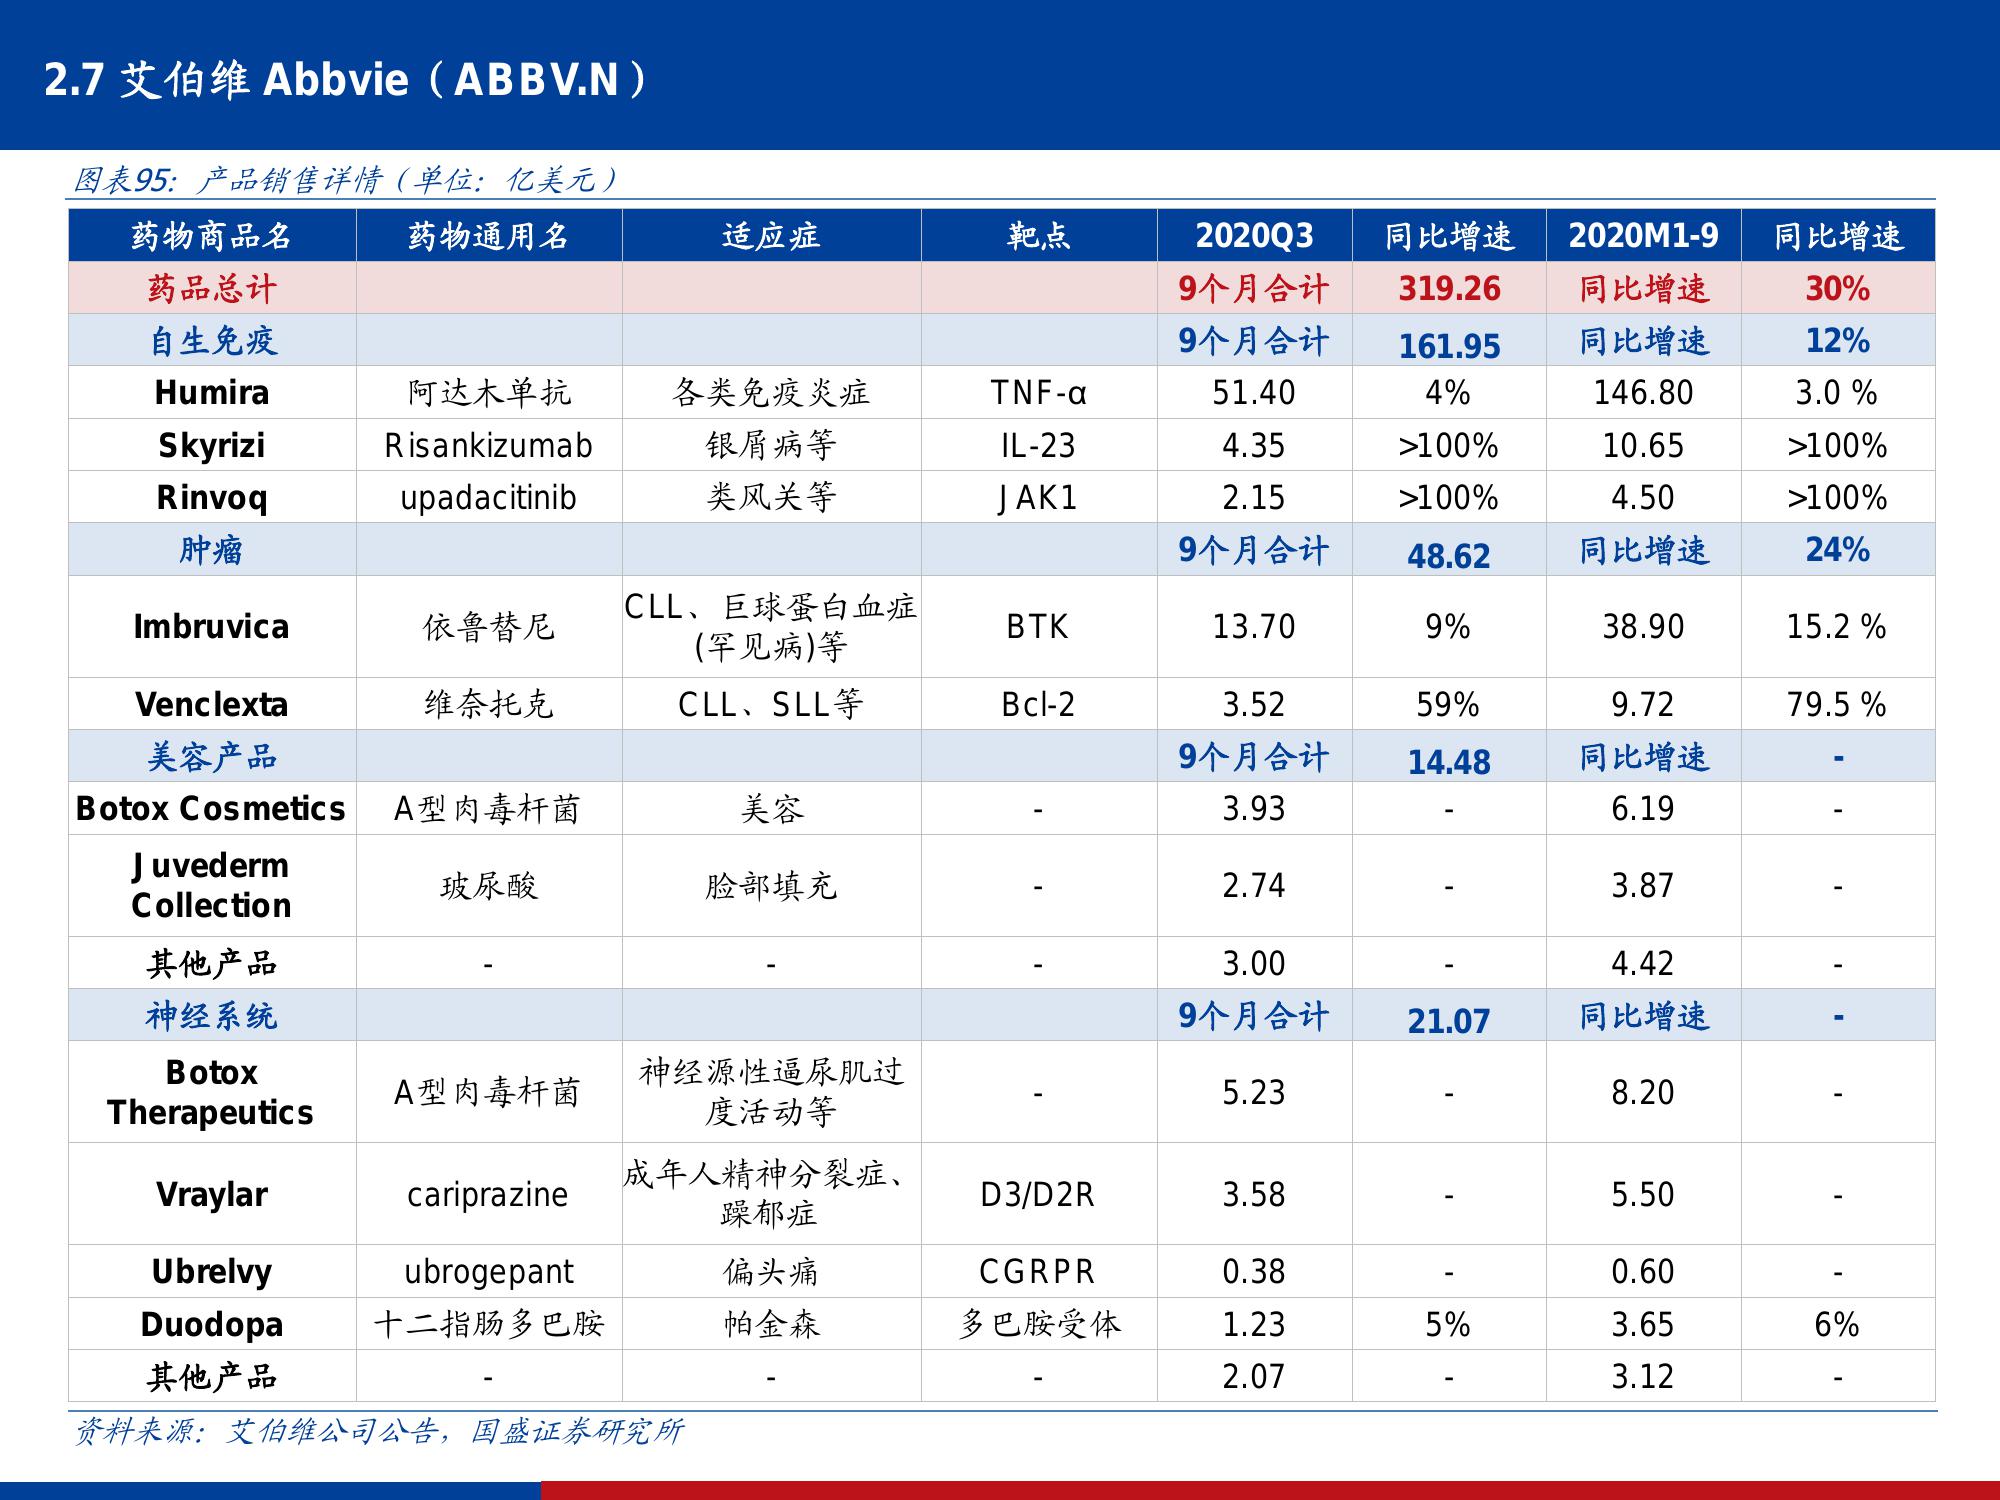 2.7 艾伯维 Abbvie（ABBV.N）
图表95：产品销售详情（单位：亿美元）
药物商品名 药物通用名 适应症 靶点 2020Q3 同比增速 2020M1-9 同比增速
药品总计 9个月合计 319.26 同比增速 30%
自生免疫 9个月合计 161.95 同比增速 12%
Humira 阿达木单抗 各类免疫炎症 TNF-α 51.40 4% 146.80 3.0 %
Skyrizi Risankizumab 银屑病等 IL-23 4.35 >100% 10.65 >100%
Rinvoq upadacitinib 类风关等 JAK1 2.15 >100% 4.50 >100%
肿瘤 9个月合计 48.62 同比增速 24%
Imbruvica 依鲁替尼 CLL、巨球蛋白血症
(罕见病)等 BTK 13.70 9% 38.90 15.2 %
Venclexta 维奈托克 CLL、SLL等 Bcl-2 3.52 59% 9.72 79.5 %
美容产品 9个月合计 14.48 同比增速 -
Botox Cosmetics A型肉毒杆菌 美容 - 3.93 - 6.19 -
Juvederm
Collection 玻尿酸 脸部填充 - 2.74 - 3.87 -
其他产品 - - - 3.00 - 4.42 -
神经系统 9个月合计 21.07 同比增速 -
Botox
Therapeutics A型肉毒杆菌 神经源性逼尿肌过
度活动等 - 5.23 - 8.20 -
Vraylar cariprazine 成年人精神分裂症、
躁郁症 D3/D2R 3.58 - 5.50 -
Ubrelvy ubrogepant 偏头痛 CGRPR 0.38 - 0.60 -
Duodopa 十二指肠多巴胺 帕金森 多巴胺受体 1.23 5% 3.65 6%
其他产品 - - - 2.07 - 3.12 -
资料来源：艾伯维公司公告，国盛证券研究所